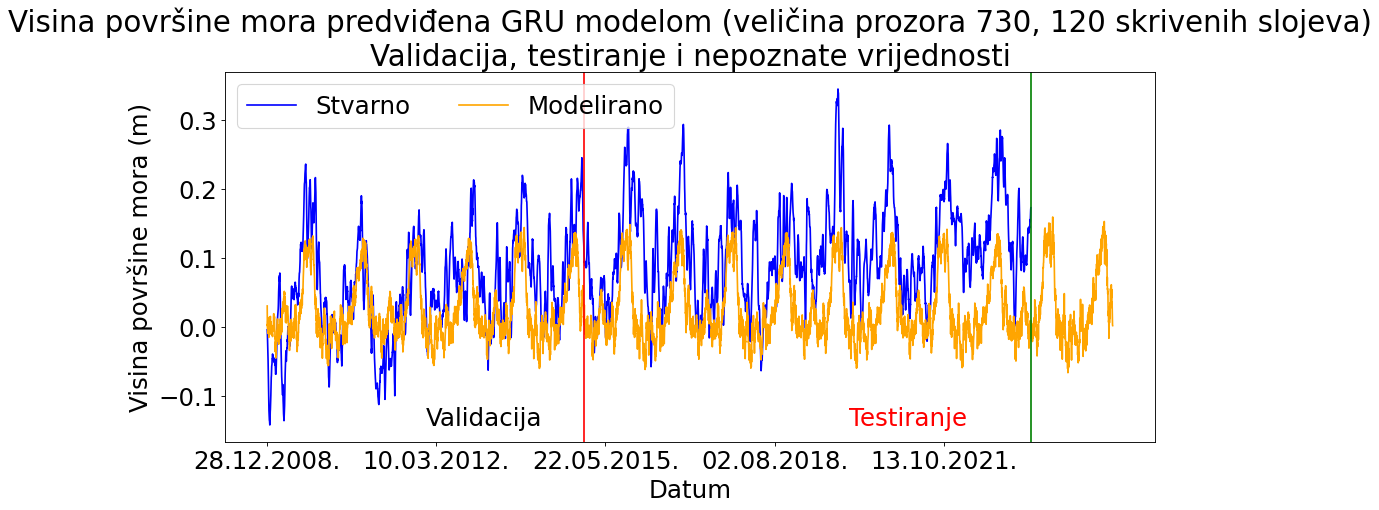 Visina površine mora predviđena GRU modelom (veličina prozora 730, 120 skrivenih slojeva)
Validacija, testiranje i nepoznate vrijednosti
Stvarno Modelirano
Visina površine mora (m)
0.3
0.2
0.1
0.0
−0.1
Validacija Testiranje
28.12.2008. 10.03.2012. 22.05.2015. 02.08.2018. 13.10.2021.
Datum